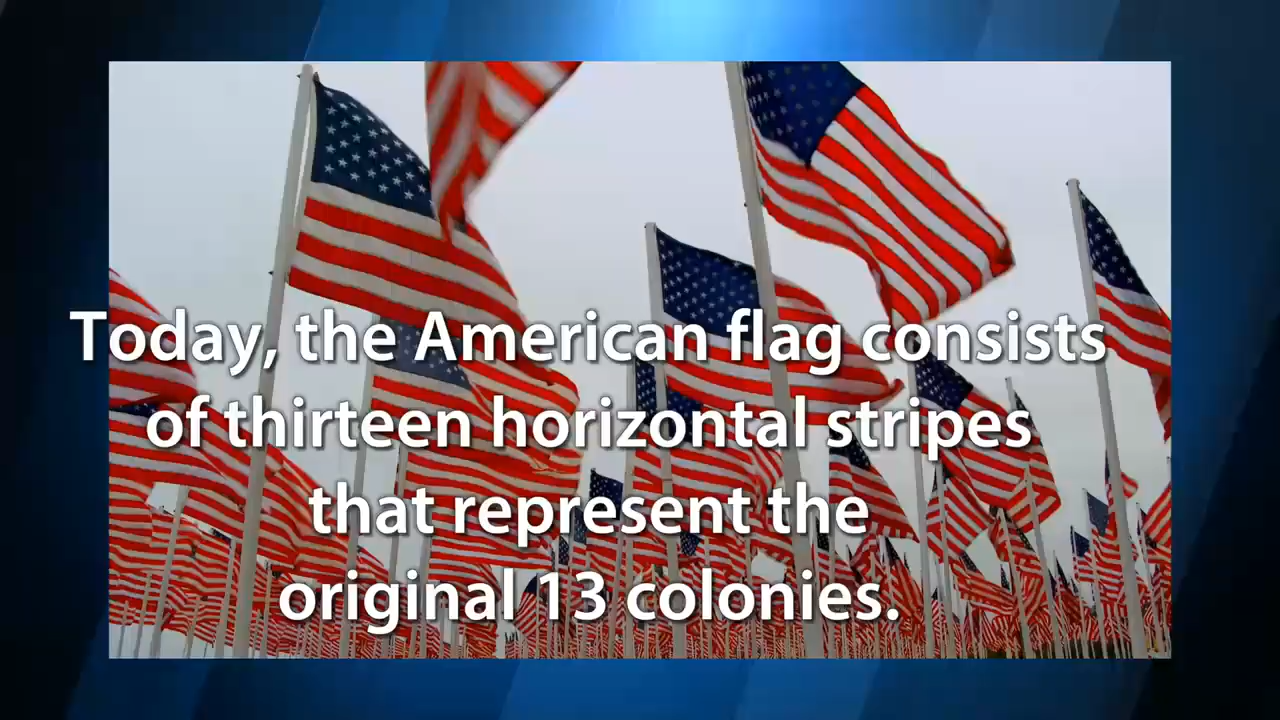 Today, the American flag consists
of thirteen horizontal stripes
that represent the
original 13 colonies.